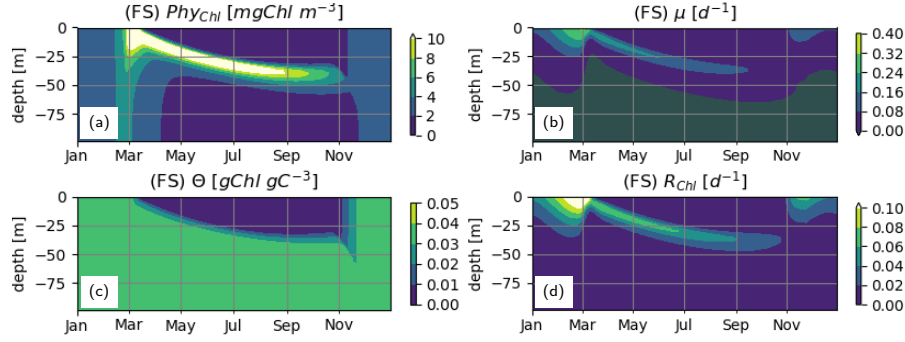 (FS) Phy_Chl [mgChl m⁻³]
0
−25
−50
−75
depth [m]
(a)
Jan Mar May Jul Sep Nov
10
8
6
4
2
0
(FS) μ [d⁻¹]
0
−25
−50
−75
depth [m]
(b)
Jan Mar May Jul Sep Nov
0.40
0.32
0.24
0.16
0.08
0.00
(FS) Θ [gChl gC⁻³]
0
−25
−50
−75
depth [m]
(c)
Jan Mar May Jul Sep Nov
0.05
0.04
0.03
0.02
0.01
0.00
(FS) R_Chl [d⁻¹]
0
−25
−50
−75
depth [m]
(d)
Jan Mar May Jul Sep Nov
0.10
0.08
0.06
0.04
0.02
0.00